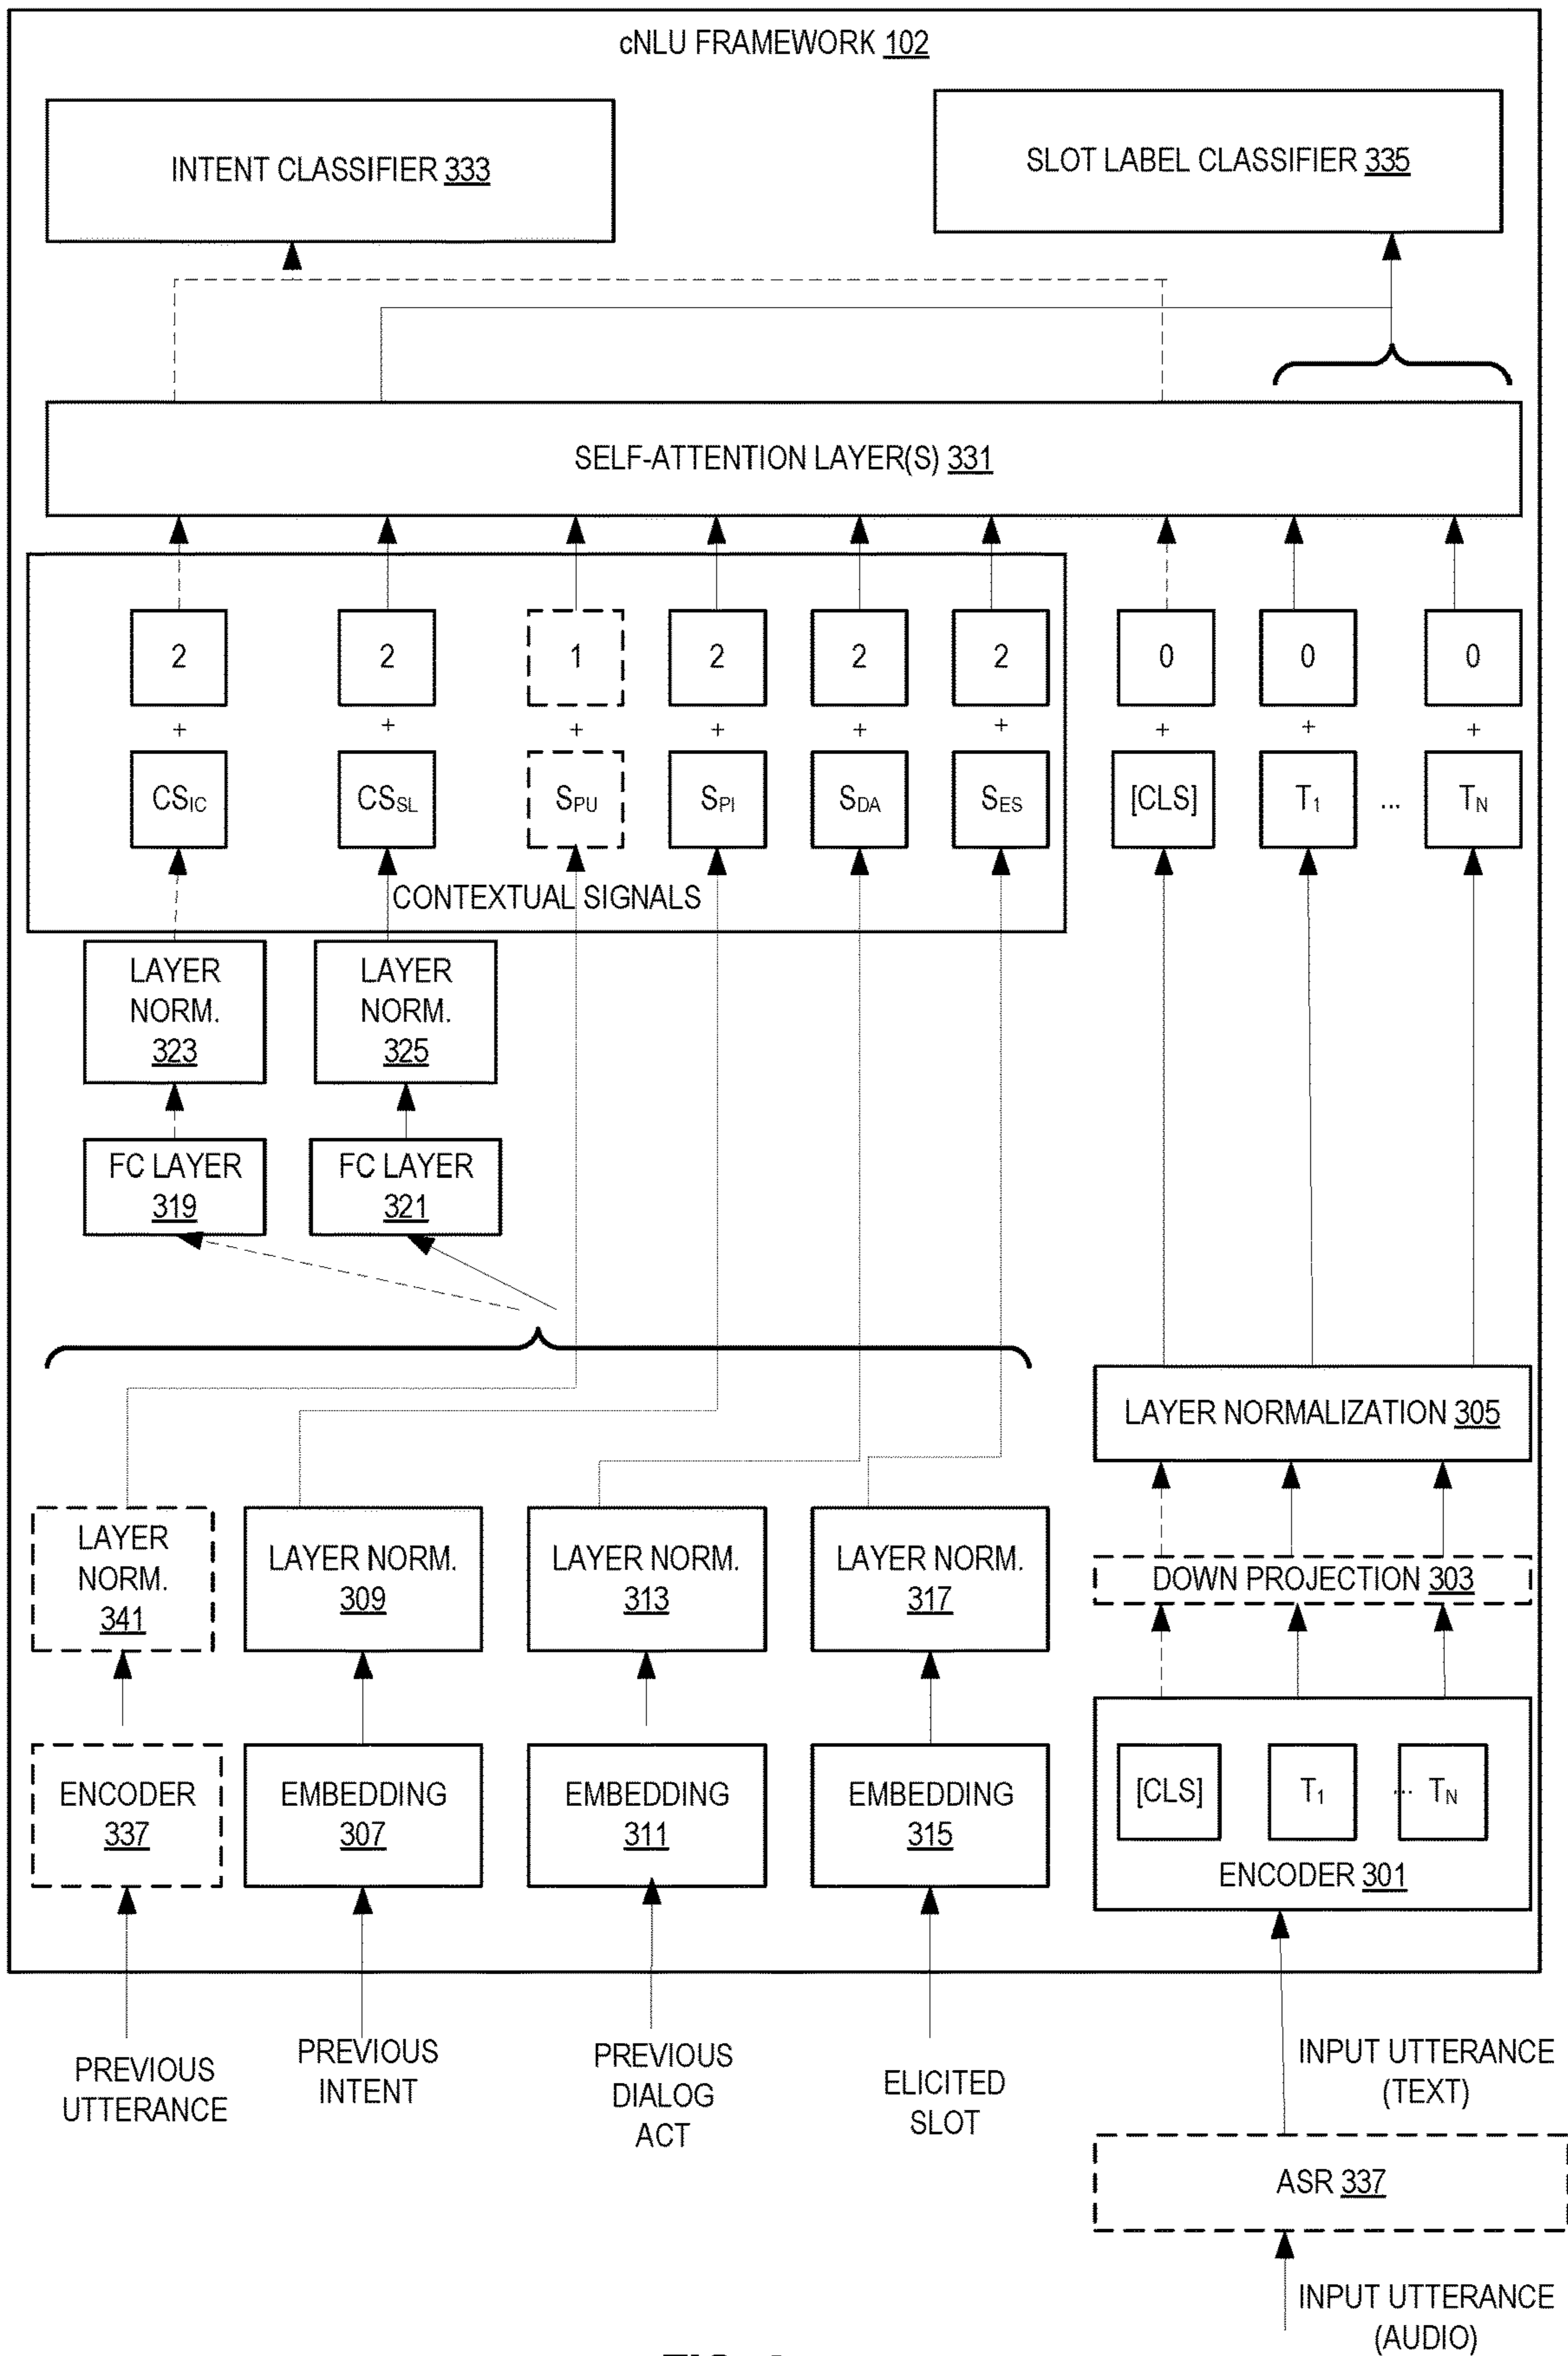 cNLU FRAMEWORK 102
INTENT CLASSIFIER 333
SLOT LABEL CLASSIFIER 335
SELF-ATTENTION LAYER(S) 331
2 2 1 2 2 2 0 0 0
+ + + + + + + + +
CSIC CSSL SPU SPI SDA SES [CLS] T1 ... TN
CONTEXTUAL SIGNALS
LAYER NORM. 323
LAYER NORM. 325
FC LAYER 319
FC LAYER 321
LAYER NORMALIZATION 305
LAYER NORM. 341
LAYER NORM. 309
LAYER NORM. 313
LAYER NORM. 317
DOWN PROJECTION 303
ENCODER 337
EMBEDDING 307
EMBEDDING 311
EMBEDDING 315
[CLS] T1 ... TN
ENCODER 301
PREVIOUS UTTERANCE
PREVIOUS INTENT
PREVIOUS DIALOG ACT
ELICITED SLOT
INPUT UTTERANCE (TEXT)
ASR 337
INPUT UTTERANCE (AUDIO)